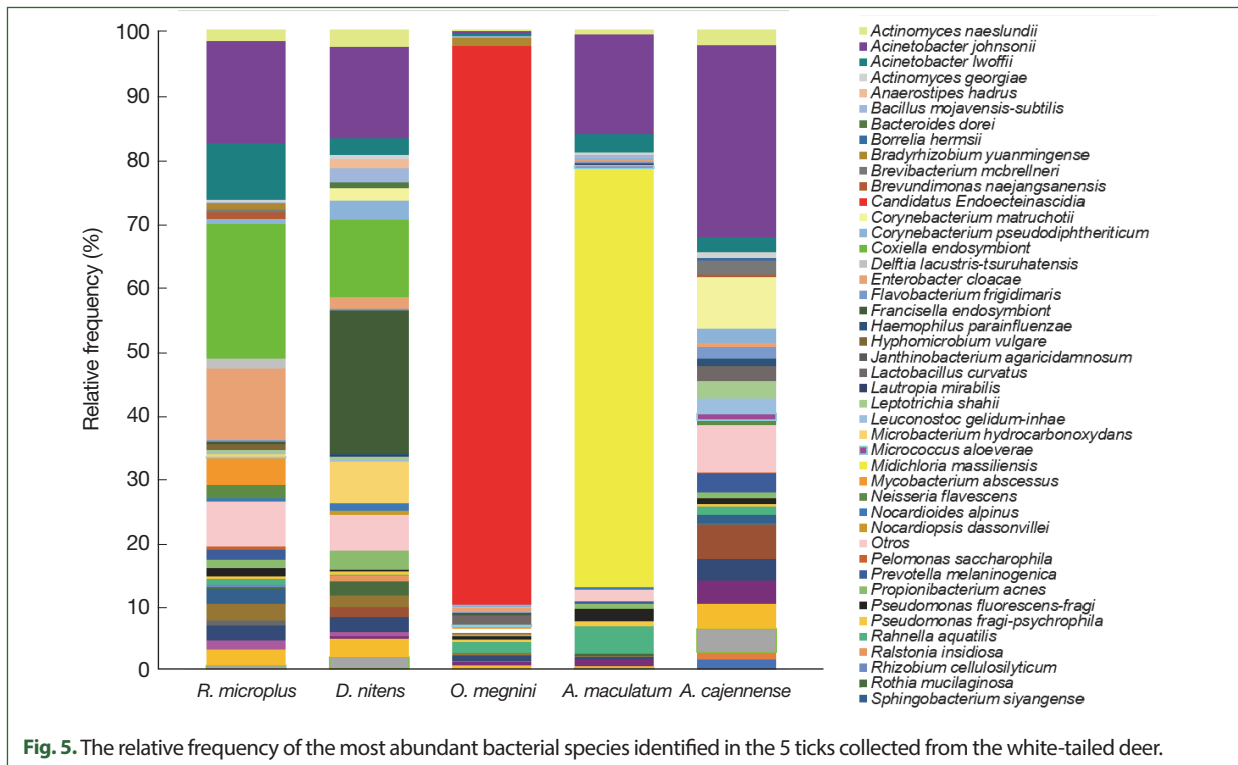 100
90
80
70
60
50
40
30
20
10
0
Relative frequency (%)
R. microplus
D. nitens
O. megnini
A. maculatum
A. cajennense
Actinomyces naeslundii
Acinetobacter johnsonii
Acinetobacter lwoffii
Actinomyces georgiae
Anaerostipes hadrus
Bacillus mojavensis-subtilis
Bacteroides dorei
Borrelia hermsii
Bradyrhizobium yuanmingense
Brevibacterium mcbrellneri
Brevundimonas naejangsanensis
Candidatus Endoecteinascidia
Corynebacterium matruchotii
Corynebacterium pseudodiphtheriticum
Coxiella endosymbiont
Delftia lacustris-tsuruhatensis
Enterobacter cloacae
Flavobacterium frigidimaris
Francisella endosymbiont
Haemophilus parainfluenzae
Hyphomicrobium vulgare
Janthinobacterium agaricidamnosum
Lactobacillus curvatus
Lautropia mirabilis
Leptotrichia shahii
Leuconostoc gelidum-inhae
Microbacterium hydrocarbonoxydans
Micrococcus aloeverae
Midichloria massiliensis
Mycobacterium abscessus
Neisseria flavescens
Nocardioides alpinus
Nocardiopsis dassonvillei
Otros
Pelomonas saccharophila
Prevotella melaninogenica
Propionibacterium acnes
Pseudomonas fluorescens-fragi
Pseudomonas fragi-psychrophila
Rahnella aquatilis
Ralstonia insidiosa
Rhizobium cellulosilyticum
Rothia mucilaginosa
Sphingobacterium siyangense
Fig. 5. The relative frequency of the most abundant bacterial species identified in the 5 ticks collected from the white-tailed deer.